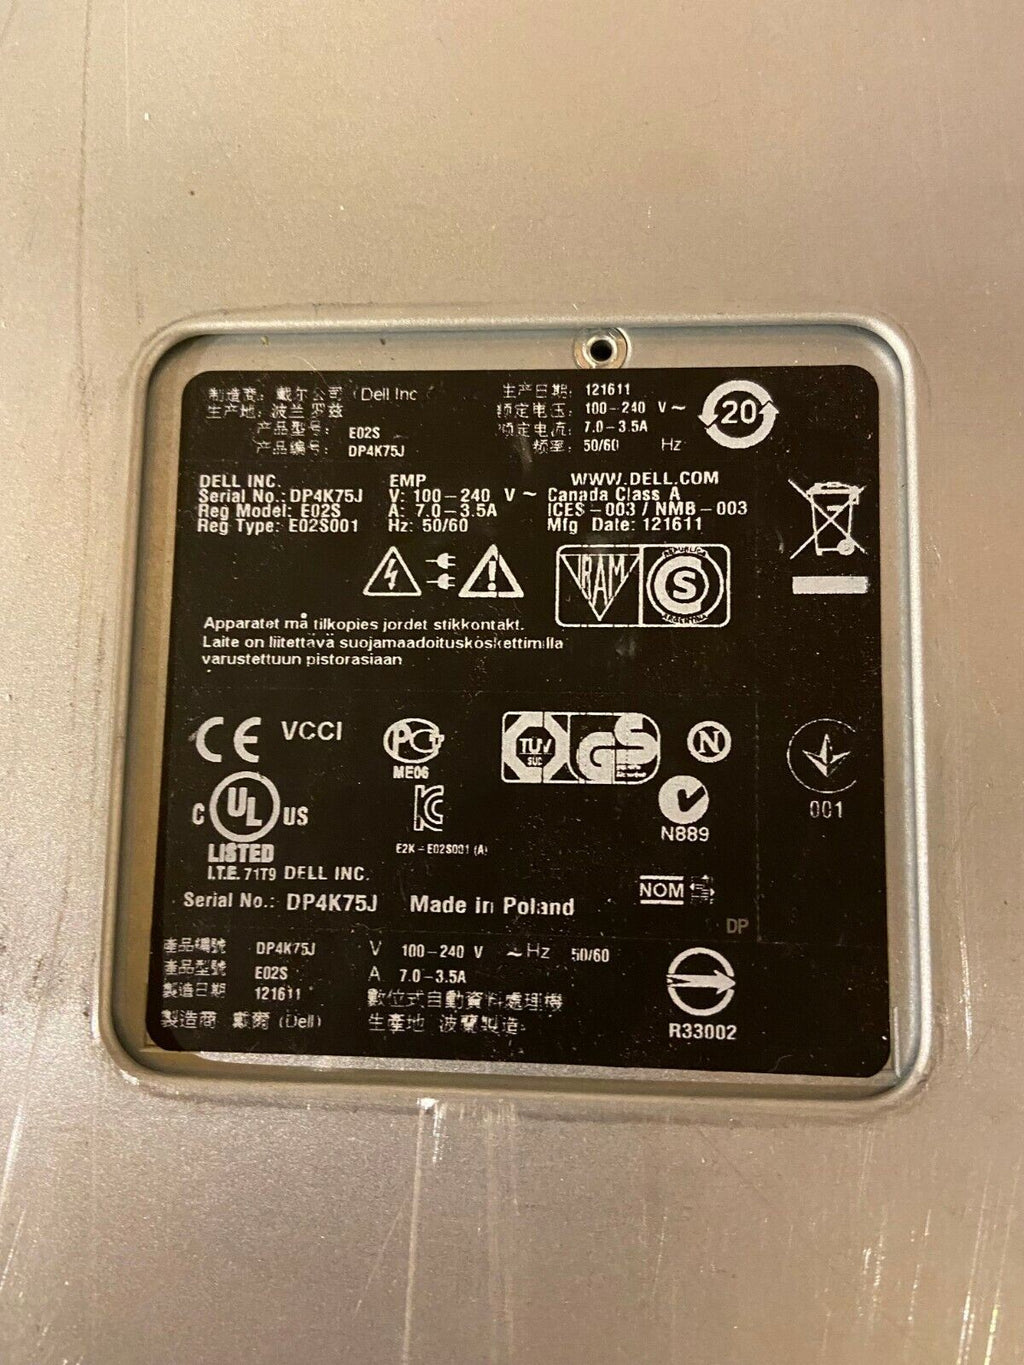 制造商: 戴尔公司 (Dell Inc
生产地: 波兰 罗兹
产品型号: E02S
产品编号: DP4K75J
生产日期: 121611
额定电压: 100-240 V ~
额定电流: 7.0-3.5A
频率: 50/60 Hz
20
DELL INC.
Serial No.: DP4K75J
Reg Model: E02S
Reg Type: E02S001
EMP
V: 100-240 V ~
A: 7.0-3.5A
Hz: 50/60
WWW.DELL.COM
Canada Class A
ICES-003 / NMB-003
Mfg Date: 121611
IRAM
REPUBLICA
S
ARGENTINA
Apparatet må tilkoples jordet stikkontakt.
Laite on liitettävä suojamaadoituskoskettimilla
varustettuun pistorasiaan
CE VCCI
PC
ME06
TÜV
SUD
GS
N
C UL US
LISTED
I.T.E. 71T9 DELL INC.
KC
E2K-E02S001 (A)
N889
001
NOM
Serial No.: DP4K75J Made in Poland
DP
產品編號 DP4K75J V 100-240 V ~ Hz 50/60
產品型號 E02S A 7.0-3.5A
製造日期 121611 數位式自動資料處理機
製造商 戴爾 (Dell) 生產地 波蘭製造
R33002